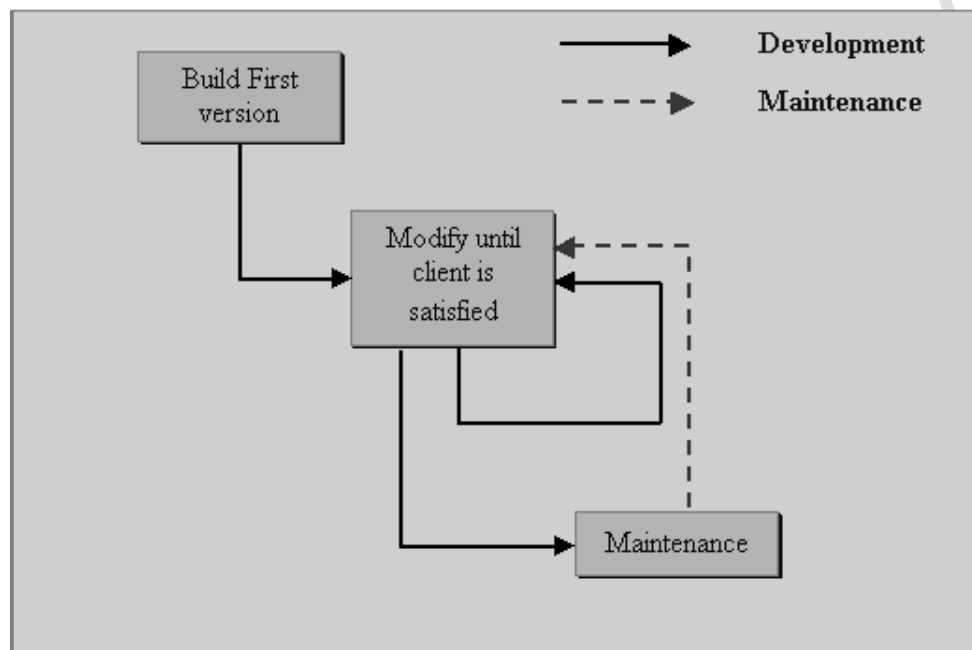 Development
Maintenance
Build First
version
Modify until
client is
satisfied
Maintenance